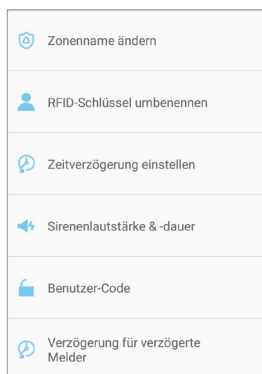 Zonenname ändern
RFID-Schlüssel umbenennen
Zeitverzögerung einstellen
Sirenenlautstärke & -dauer
Benutzer-Code
Verzögerung für verzögerte
Melder